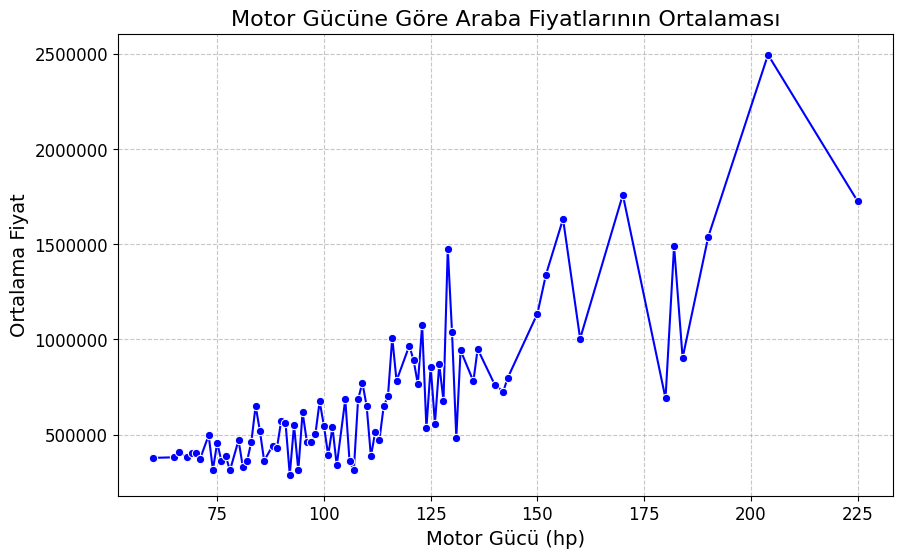 Motor Gücüne Göre Araba Fiyatlarının Ortalaması
Ortalama Fiyat
2500000
2000000
1500000
1000000
500000
75 100 125 150 175 200 225
Motor Gücü (hp)